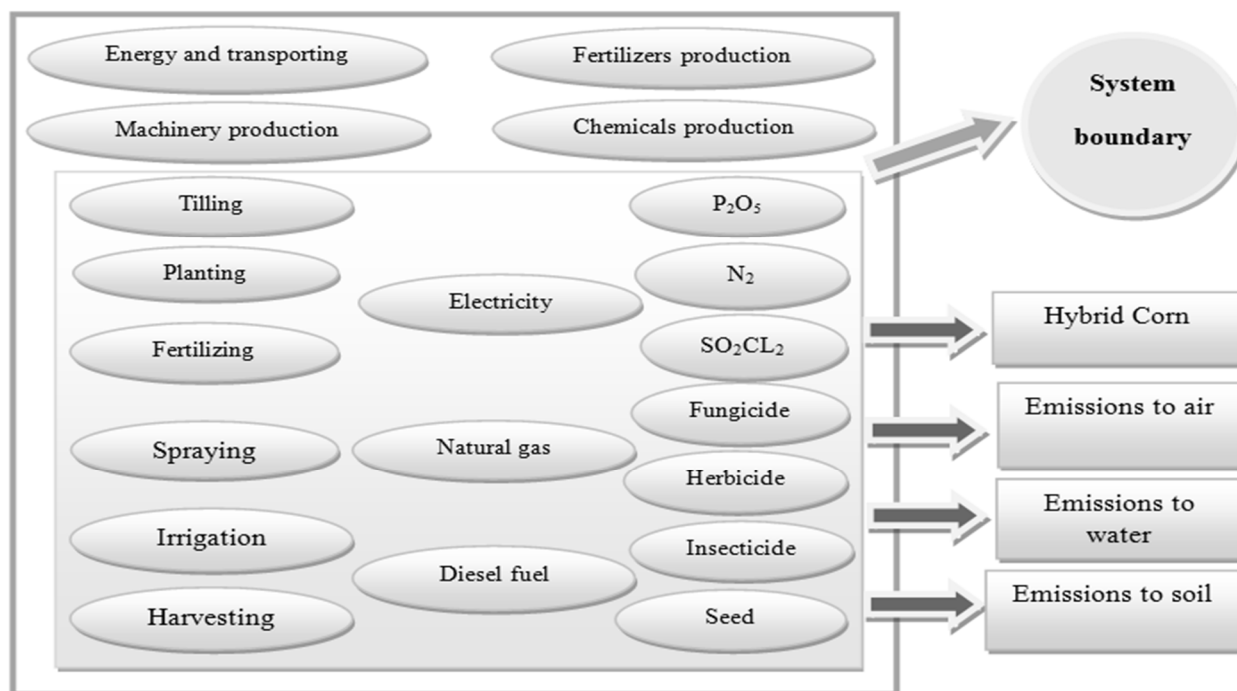 Energy and transporting
Fertilizers production
Machinery production
Chemicals production
System
boundary
Tilling
Planting
Fertilizing
Spraying
Irrigation
Harvesting
Electricity
Natural gas
Diesel fuel
P₂O₅
N₂
SO₂CL₂
Fungicide
Herbicide
Insecticide
Seed
Hybrid Corn
Emissions to air
Emissions to
water
Emissions to soil